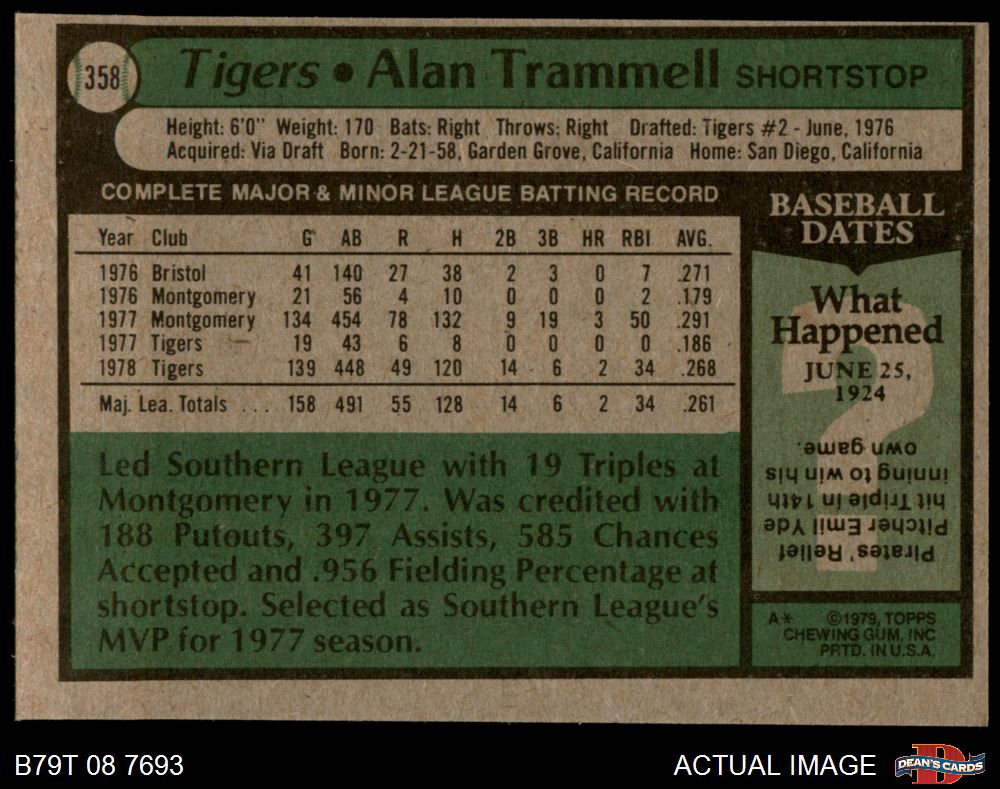 358 Tigers • Alan Trammell SHORTSTOP
Height: 6'0" Weight: 170 Bats: Right Throws: Right Drafted: Tigers #2 - June, 1976
Acquired: Via Draft Born: 2-21-58, Garden Grove, California Home: San Diego, California
COMPLETE MAJOR & MINOR LEAGUE BATTING RECORD
Year Club G AB R H 2B 3B HR RBI AVG.
1976 Bristol 41 140 27 38 2 3 0 7 .271
1976 Montgomery 21 56 4 10 0 0 0 2 .179
1977 Montgomery 134 454 78 132 9 19 3 50 .291
1977 Tigers 19 43 6 8 0 0 0 0 .186
1978 Tigers 139 448 49 120 14 6 2 34 .268
Maj. Lea. Totals ... 158 491 55 128 14 6 2 34 .261
Led Southern League with 19 Triples at
Montgomery in 1977. Was credited with
188 Putouts, 397 Assists, 585 Chances
Accepted and .956 Fielding Percentage at
shortstop. Selected as Southern League's
MVP for 1977 season.
BASEBALL
DATES
What
Happened
JUNE 25,
1924
?
Pirates' Relief
Pitcher Emil Yde
hit Triple in 14th
inning to win his
own game.
A* ©1979, TOPPS
CHEWING GUM, INC
PRTD. IN U.S.A.
B79T 08 7693
ACTUAL IMAGE
D
DEAN'S CARDS